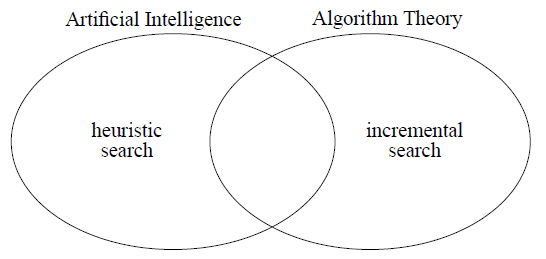 Artificial Intelligence
Algorithm Theory
heuristic
search
incremental
search